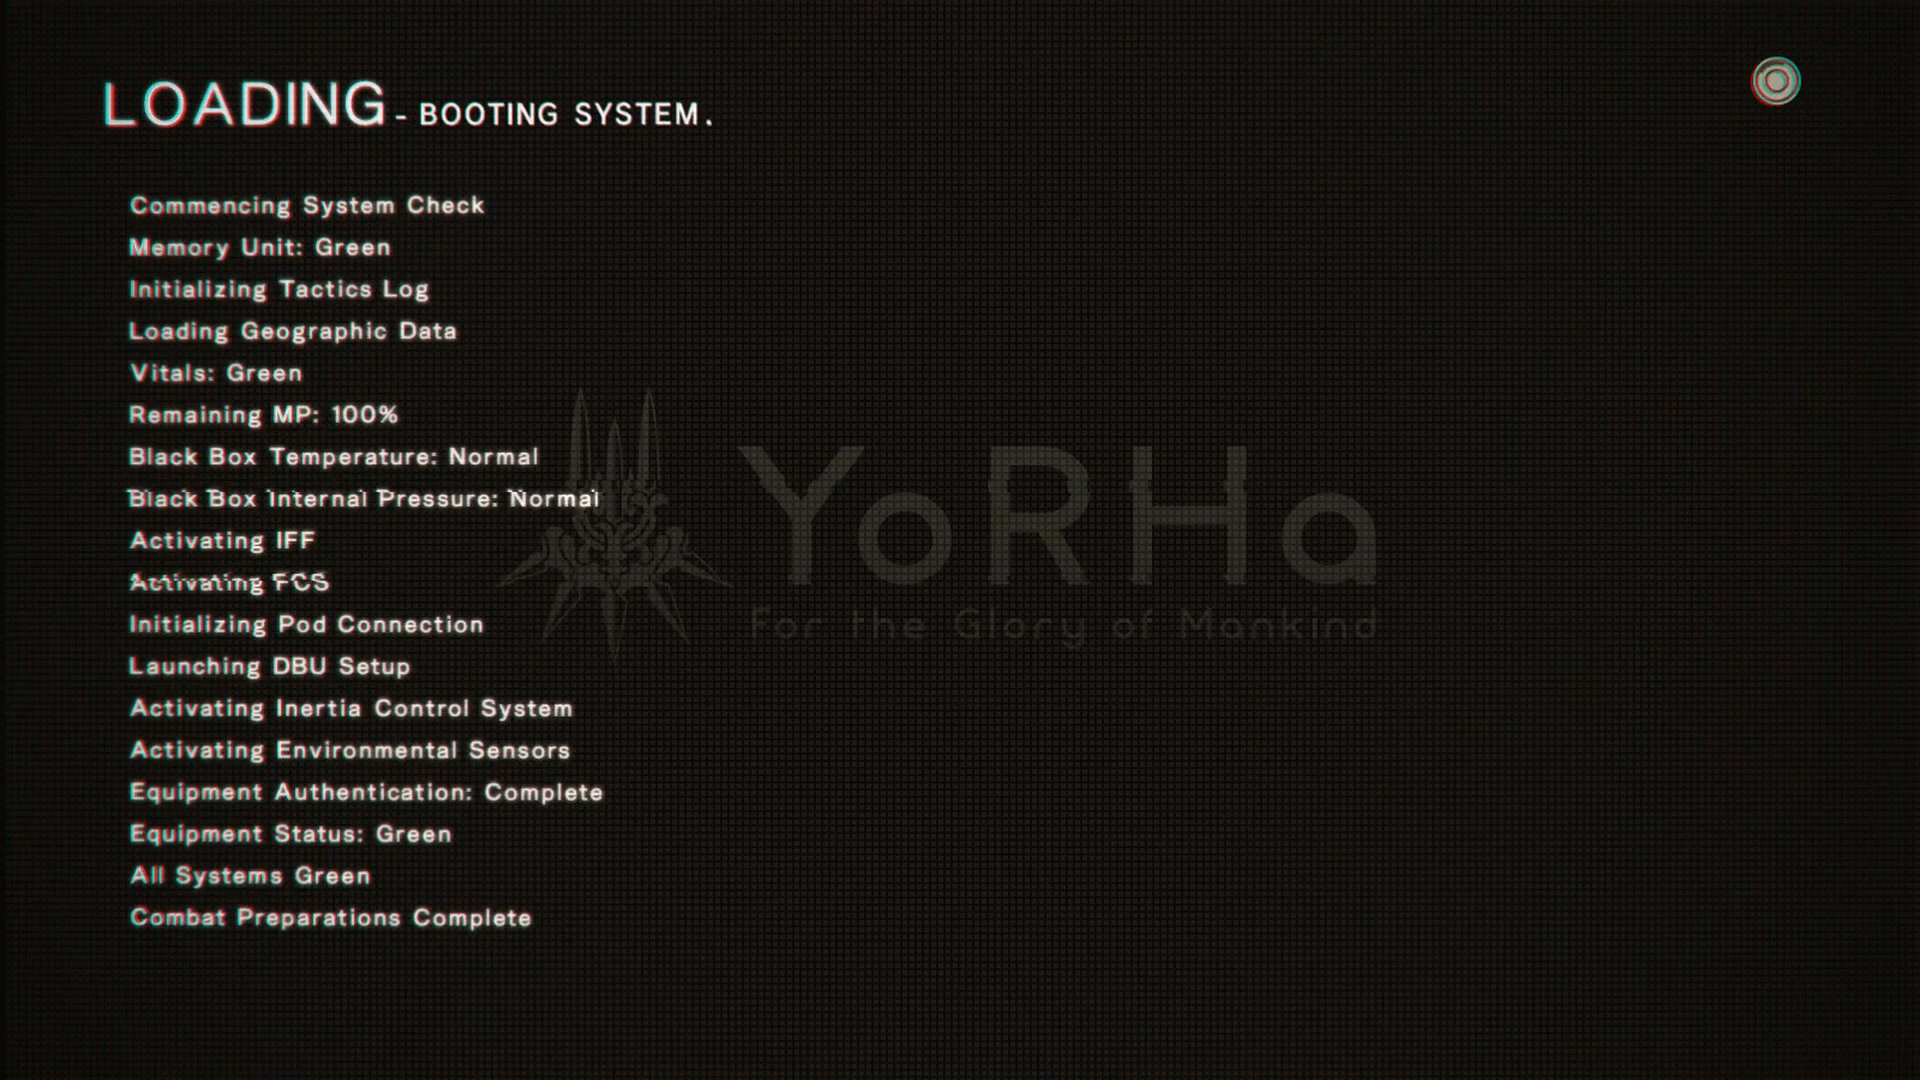 LOADING - BOOTING SYSTEM.
Commencing System Check
Memory Unit: Green
Initializing Tactics Log
Loading Geographic Data
Vitals: Green
Remaining MP: 100%
Black Box Temperature: Normal
Black Box Internal Pressure: Normal
Activating IFF
Activating FCS
Initializing Pod Connection
Launching DBU Setup
Activating Inertia Control System
Activating Environmental Sensors
Equipment Authentication: Complete
Equipment Status: Green
All Systems Green
Combat Preparations Complete
YoRHa
For the Glory of Mankind